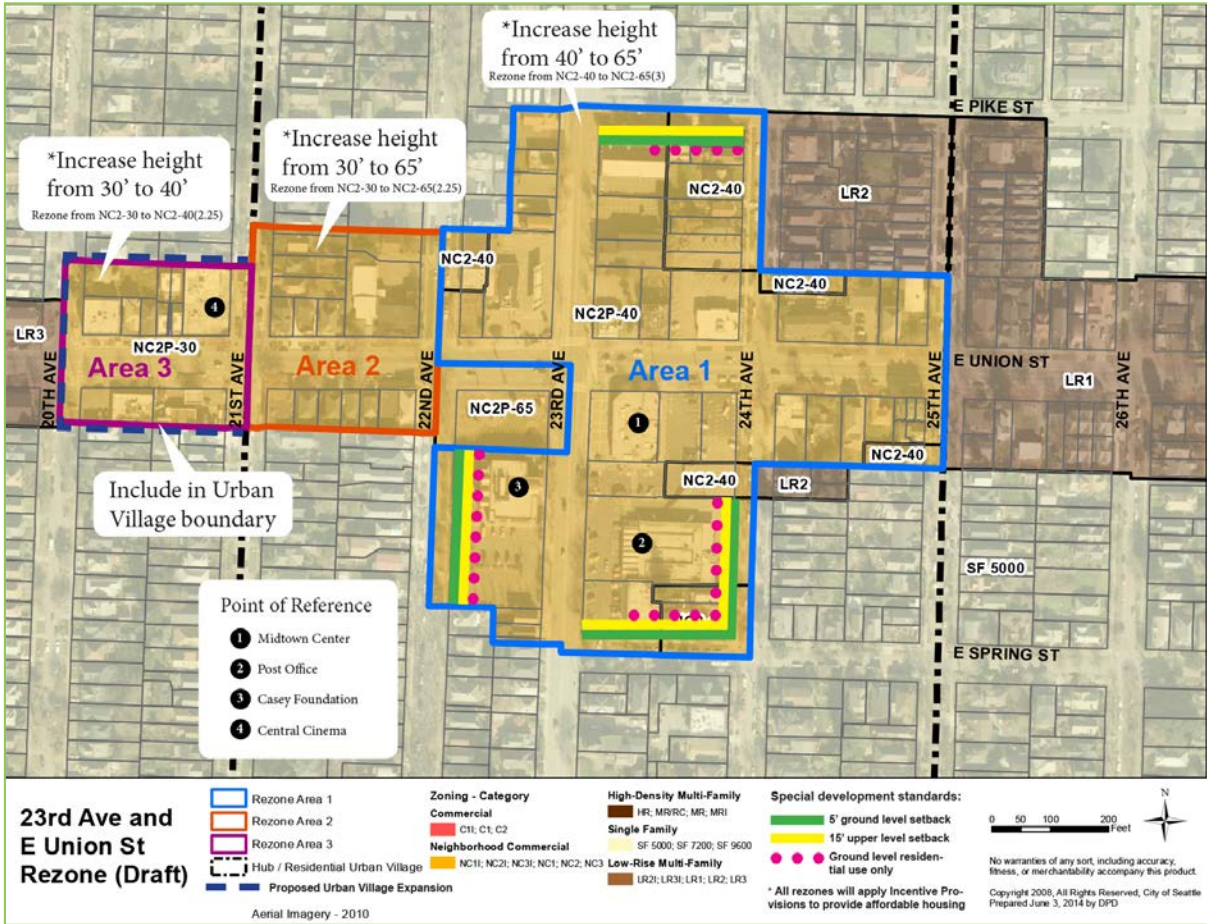 *Increase height
from 40' to 65'
Rezone from NC2-40 to NC2-65(3)
*Increase height
from 30' to 65'
Rezone from NC2-30 to NC2-65(2.25)
*Increase height
from 30' to 40'
Rezone from NC2-30 to NC2-40(2.25)
E PIKE ST
NC2-40
LR2
NC2-40
NC2-40
NC2P-40
LR3
NC2P-30
Area 3
Area 2
Area 1
E UNION ST
LR1
20TH AVE
21ST AVE
22ND AVE
23RD AVE
24TH AVE
25TH AVE
26TH AVE
NC2P-65
1
2
3
4
NC2-40
NC2-40
LR2
SF 5000
E SPRING ST
Include in Urban
Village boundary
Point of Reference
1 Midtown Center
2 Post Office
3 Casey Foundation
4 Central Cinema
23rd Ave and
E Union St
Rezone (Draft)
Rezone Area 1
Rezone Area 2
Rezone Area 3
Hub / Residential Urban Village
Proposed Urban Village Expansion
Aerial Imagery - 2010
Zoning - Category
Commercial
C1I; C1; C2
Neighborhood Commercial
NC1I; NC2I; NC3I; NC1; NC2; NC3
High-Density Multi-Family
HR; MR/RC; MR; MRI
Single Family
SF 5000; SF 7200; SF 9600
Low-Rise Multi-Family
LR2I; LR3I; LR1; LR2; LR3
Special development standards:
5' ground level setback
15' upper level setback
Ground level residen-
tial use only
* All rezones will apply Incentive Pro-
visions to provide affordable housing
N
0 50 100 200
Feet
No warranties of any sort, including accuracy,
fitness, or merchantability accompany this product.
Copyright 2008, All Rights Reserved, City of Seattle
Prepared June 3, 2014 by DPD